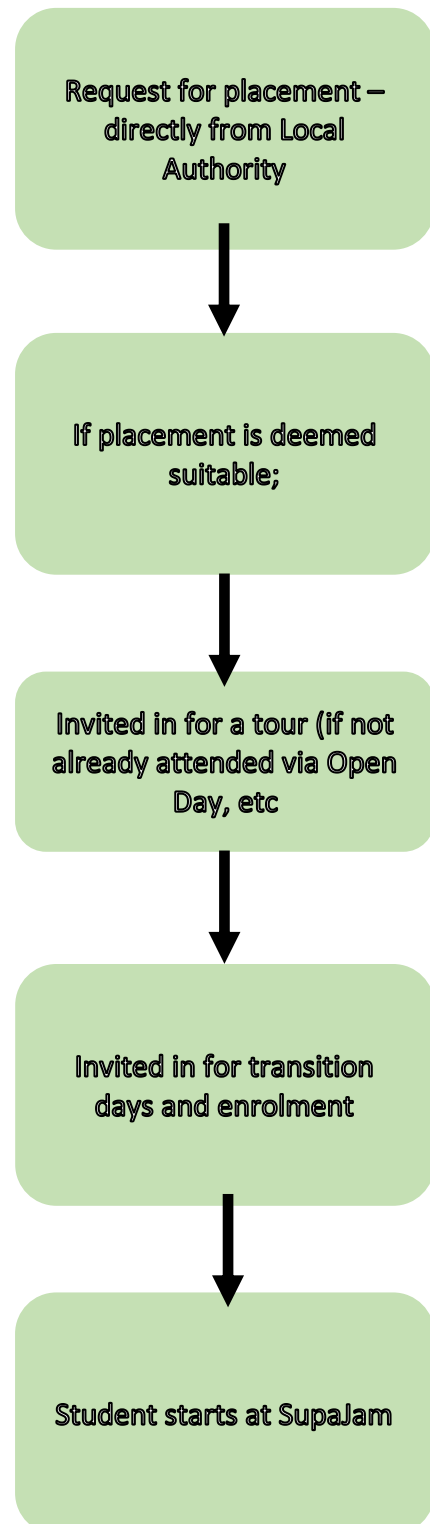 Request for placement –
directly from Local
Authority
If placement is deemed
suitable;
Invited in for a tour (if not
already attended via Open
Day, etc
Invited in for transition
days and enrolment
Student starts at SupaJam